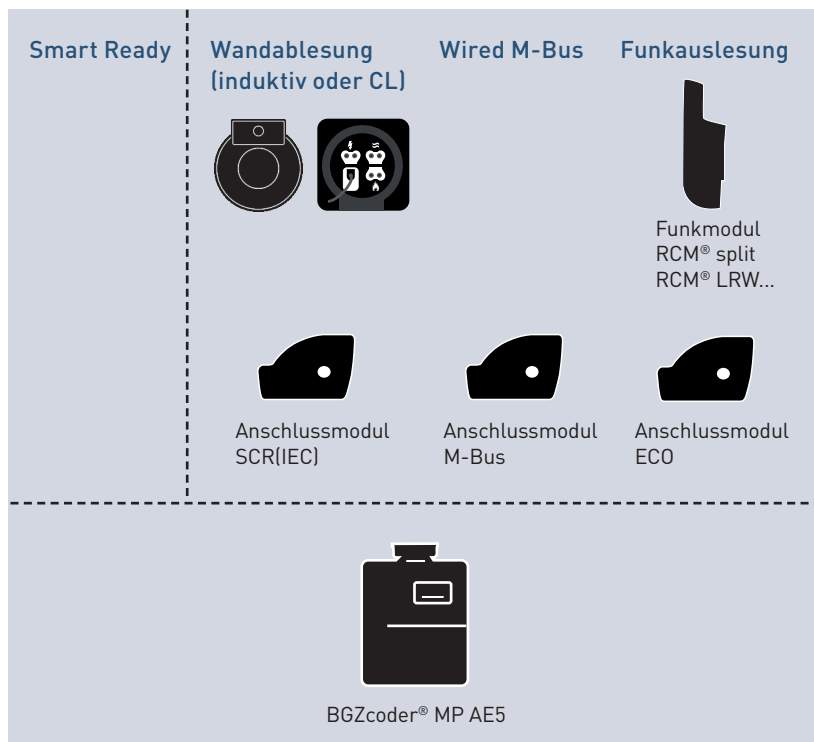 Smart Ready
Wandablesung
(induktiv oder CL)
Wired M-Bus
Funkauslesung
Funkmodul
RCM® split
RCM® LRW...
Anschlussmodul
SCR(IEC)
Anschlussmodul
M-Bus
Anschlussmodul
ECO
BGZcoder® MP AE5